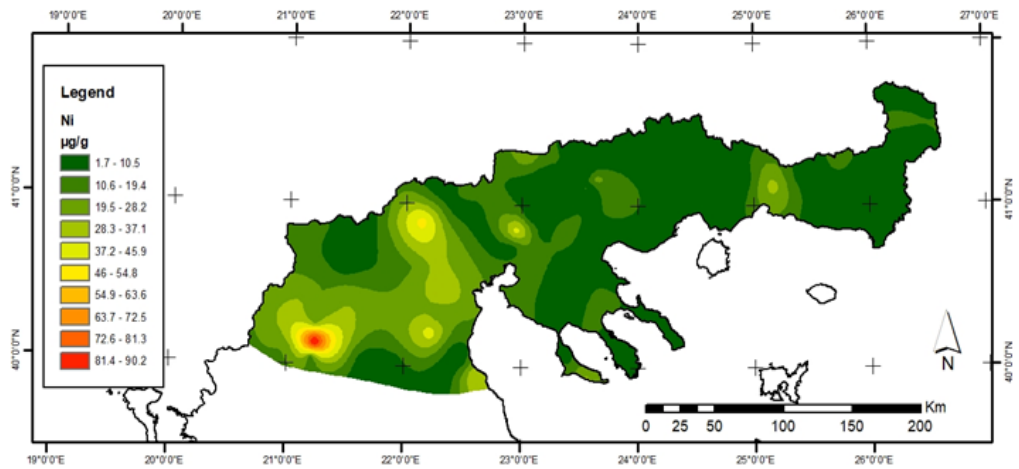 19°0'0"E 20°0'0"E 21°0'0"E 22°0'0"E 23°0'0"E 24°0'0"E 25°0'0"E 26°0'0"E 27°0'0"E
Legend
Ni
µg/g
1.7 - 10.5
10.6 - 19.4
19.5 - 28.2
28.3 - 37.1
37.2 - 45.9
46 - 54.8
54.9 - 63.6
63.7 - 72.5
72.6 - 81.3
81.4 - 90.2
41°0'0"N
41°0'0"N
40°0'0"N
40°0'0"N
N
Km
0 25 50 100 150 200
19°0'0"E 20°0'0"E 21°0'0"E 22°0'0"E 23°0'0"E 24°0'0"E 25°0'0"E 26°0'0"E